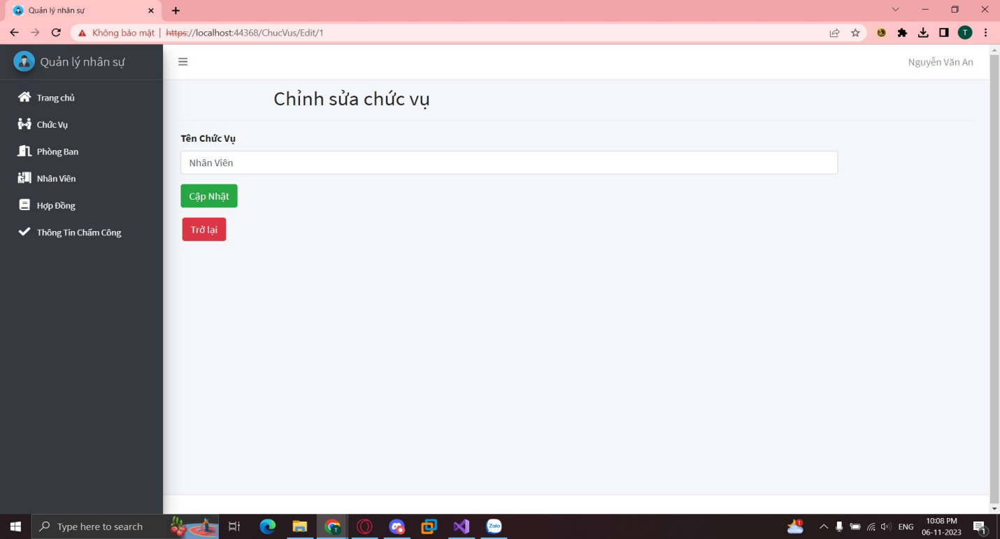 Quản lý nhân sự
Không bảo mật | https://localhost:44368/ChucVus/Edit/1
T
Quản lý nhân sự
Nguyễn Văn An
Trang chủ
Chức Vụ
Phòng Ban
Nhân Viên
Hợp Đồng
Thông Tin Chấm Công
Chỉnh sửa chức vụ
Tên Chức Vụ
Nhân Viên
Cập Nhật
Trở lại
Type here to search
T
Zalo
1
ENG
10:08 PM
06-11-2023
1